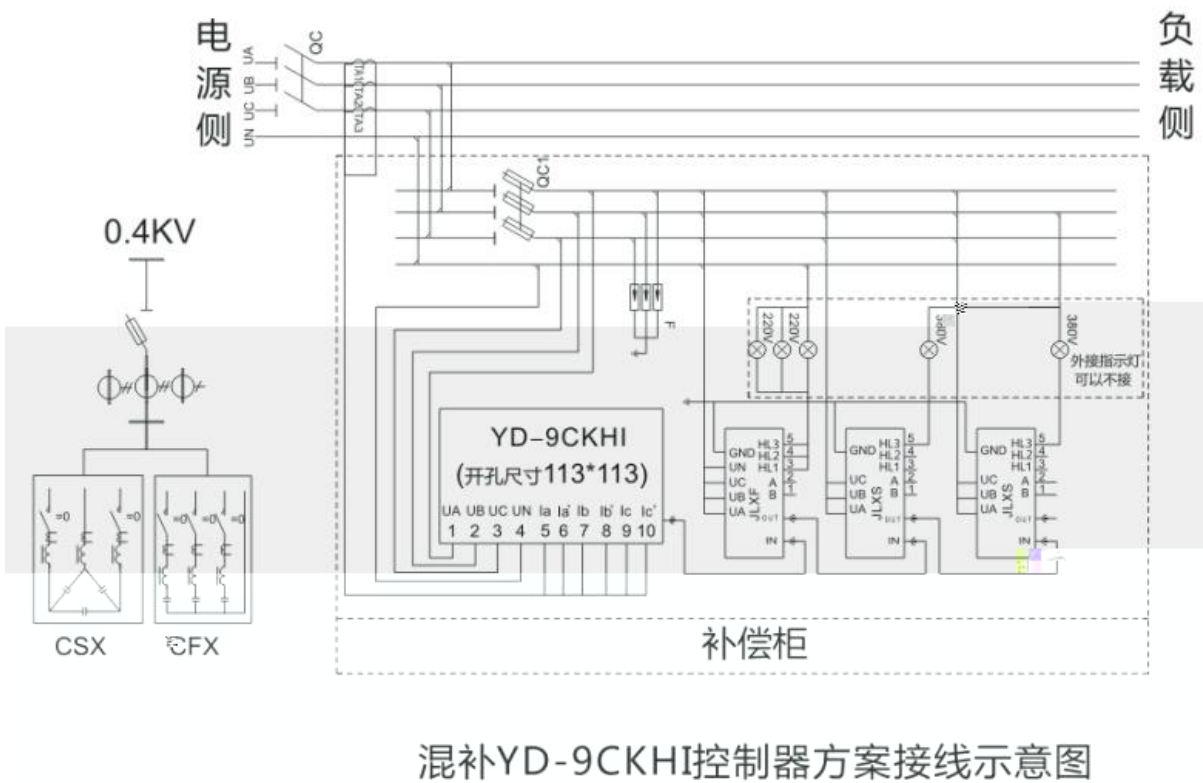 电源侧
负载侧
QC
UA
UB
UC
UN
TA1
TA2
TA3
QC1
0.4KV
F
220V
220V
380V
380V
外接指示灯
可以不接
YD-9CKHI
(开孔尺寸113*113)
UA UB UC UN Ia Ia' Ib Ib' Ic Ic'
1 2 3 4 5 6 7 8 9 10
GND
UN
UC
UB
UA
JLXF
HL3 5
HL2 4
HL1 3
A 2
B 1
OUT
IN
GND
UC
UB
UA
JLXS
HL3 5
HL2 4
HL1 3
A 2
B 1
OUT
IN
GND
UC
UB
UA
JLXS
HL3 5
HL2 4
HL1 3
A 2
B 1
OUT
IN
=0 =0
=0 =0 =0
CSX
CFX
补偿柜
混补YD-9CKHI控制器方案接线示意图